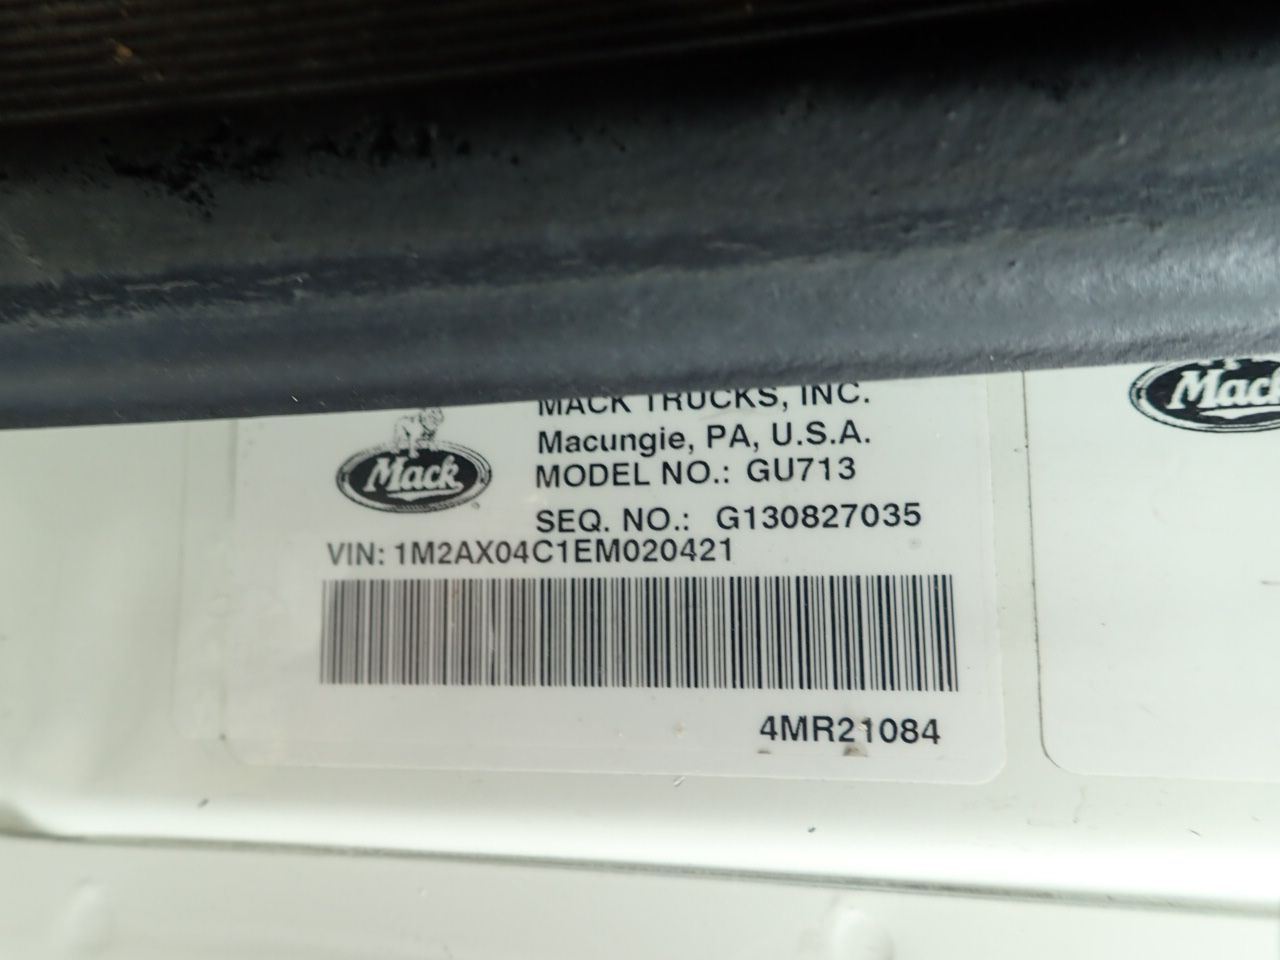 MACK TRUCKS, INC.
Macungie, PA, U.S.A.
Mack
MODEL NO.: GU713
SEQ. NO.: G130827035
VIN: 1M2AX04C1EM020421
4MR21084
Mack